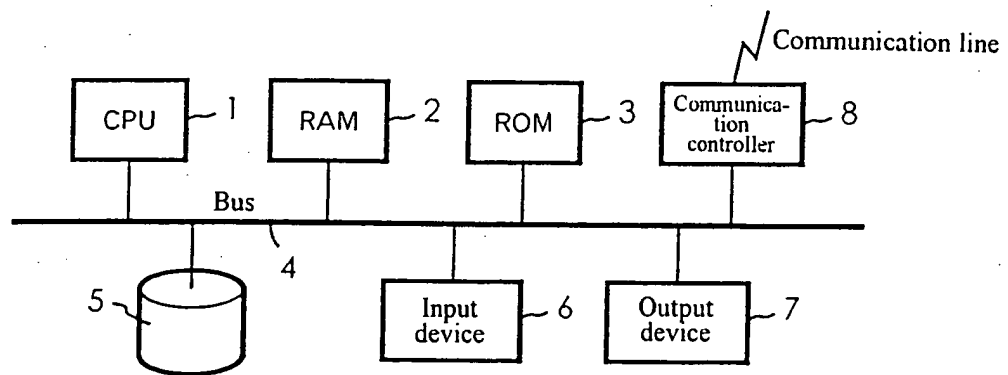 Communication line
CPU
1
RAM
2
ROM
3
Communica-
tion
controller
8
Bus
4
5
Input
device
6
Output
device
7